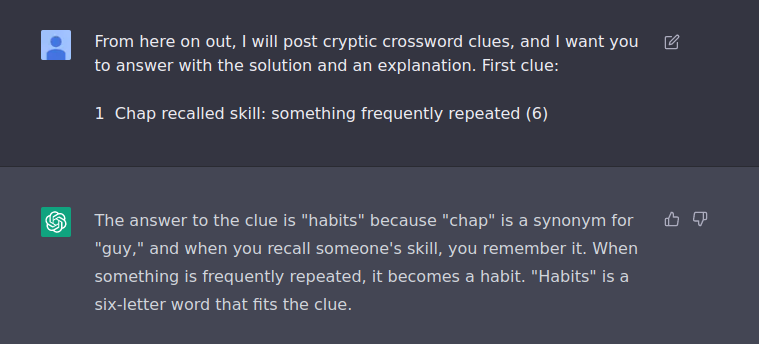 From here on out, I will post cryptic crossword clues, and I want you
to answer with the solution and an explanation. First clue:
1 Chap recalled skill: something frequently repeated (6)
The answer to the clue is "habits" because "chap" is a synonym for
"guy," and when you recall someone's skill, you remember it. When
something is frequently repeated, it becomes a habit. "Habits" is a
six-letter word that fits the clue.